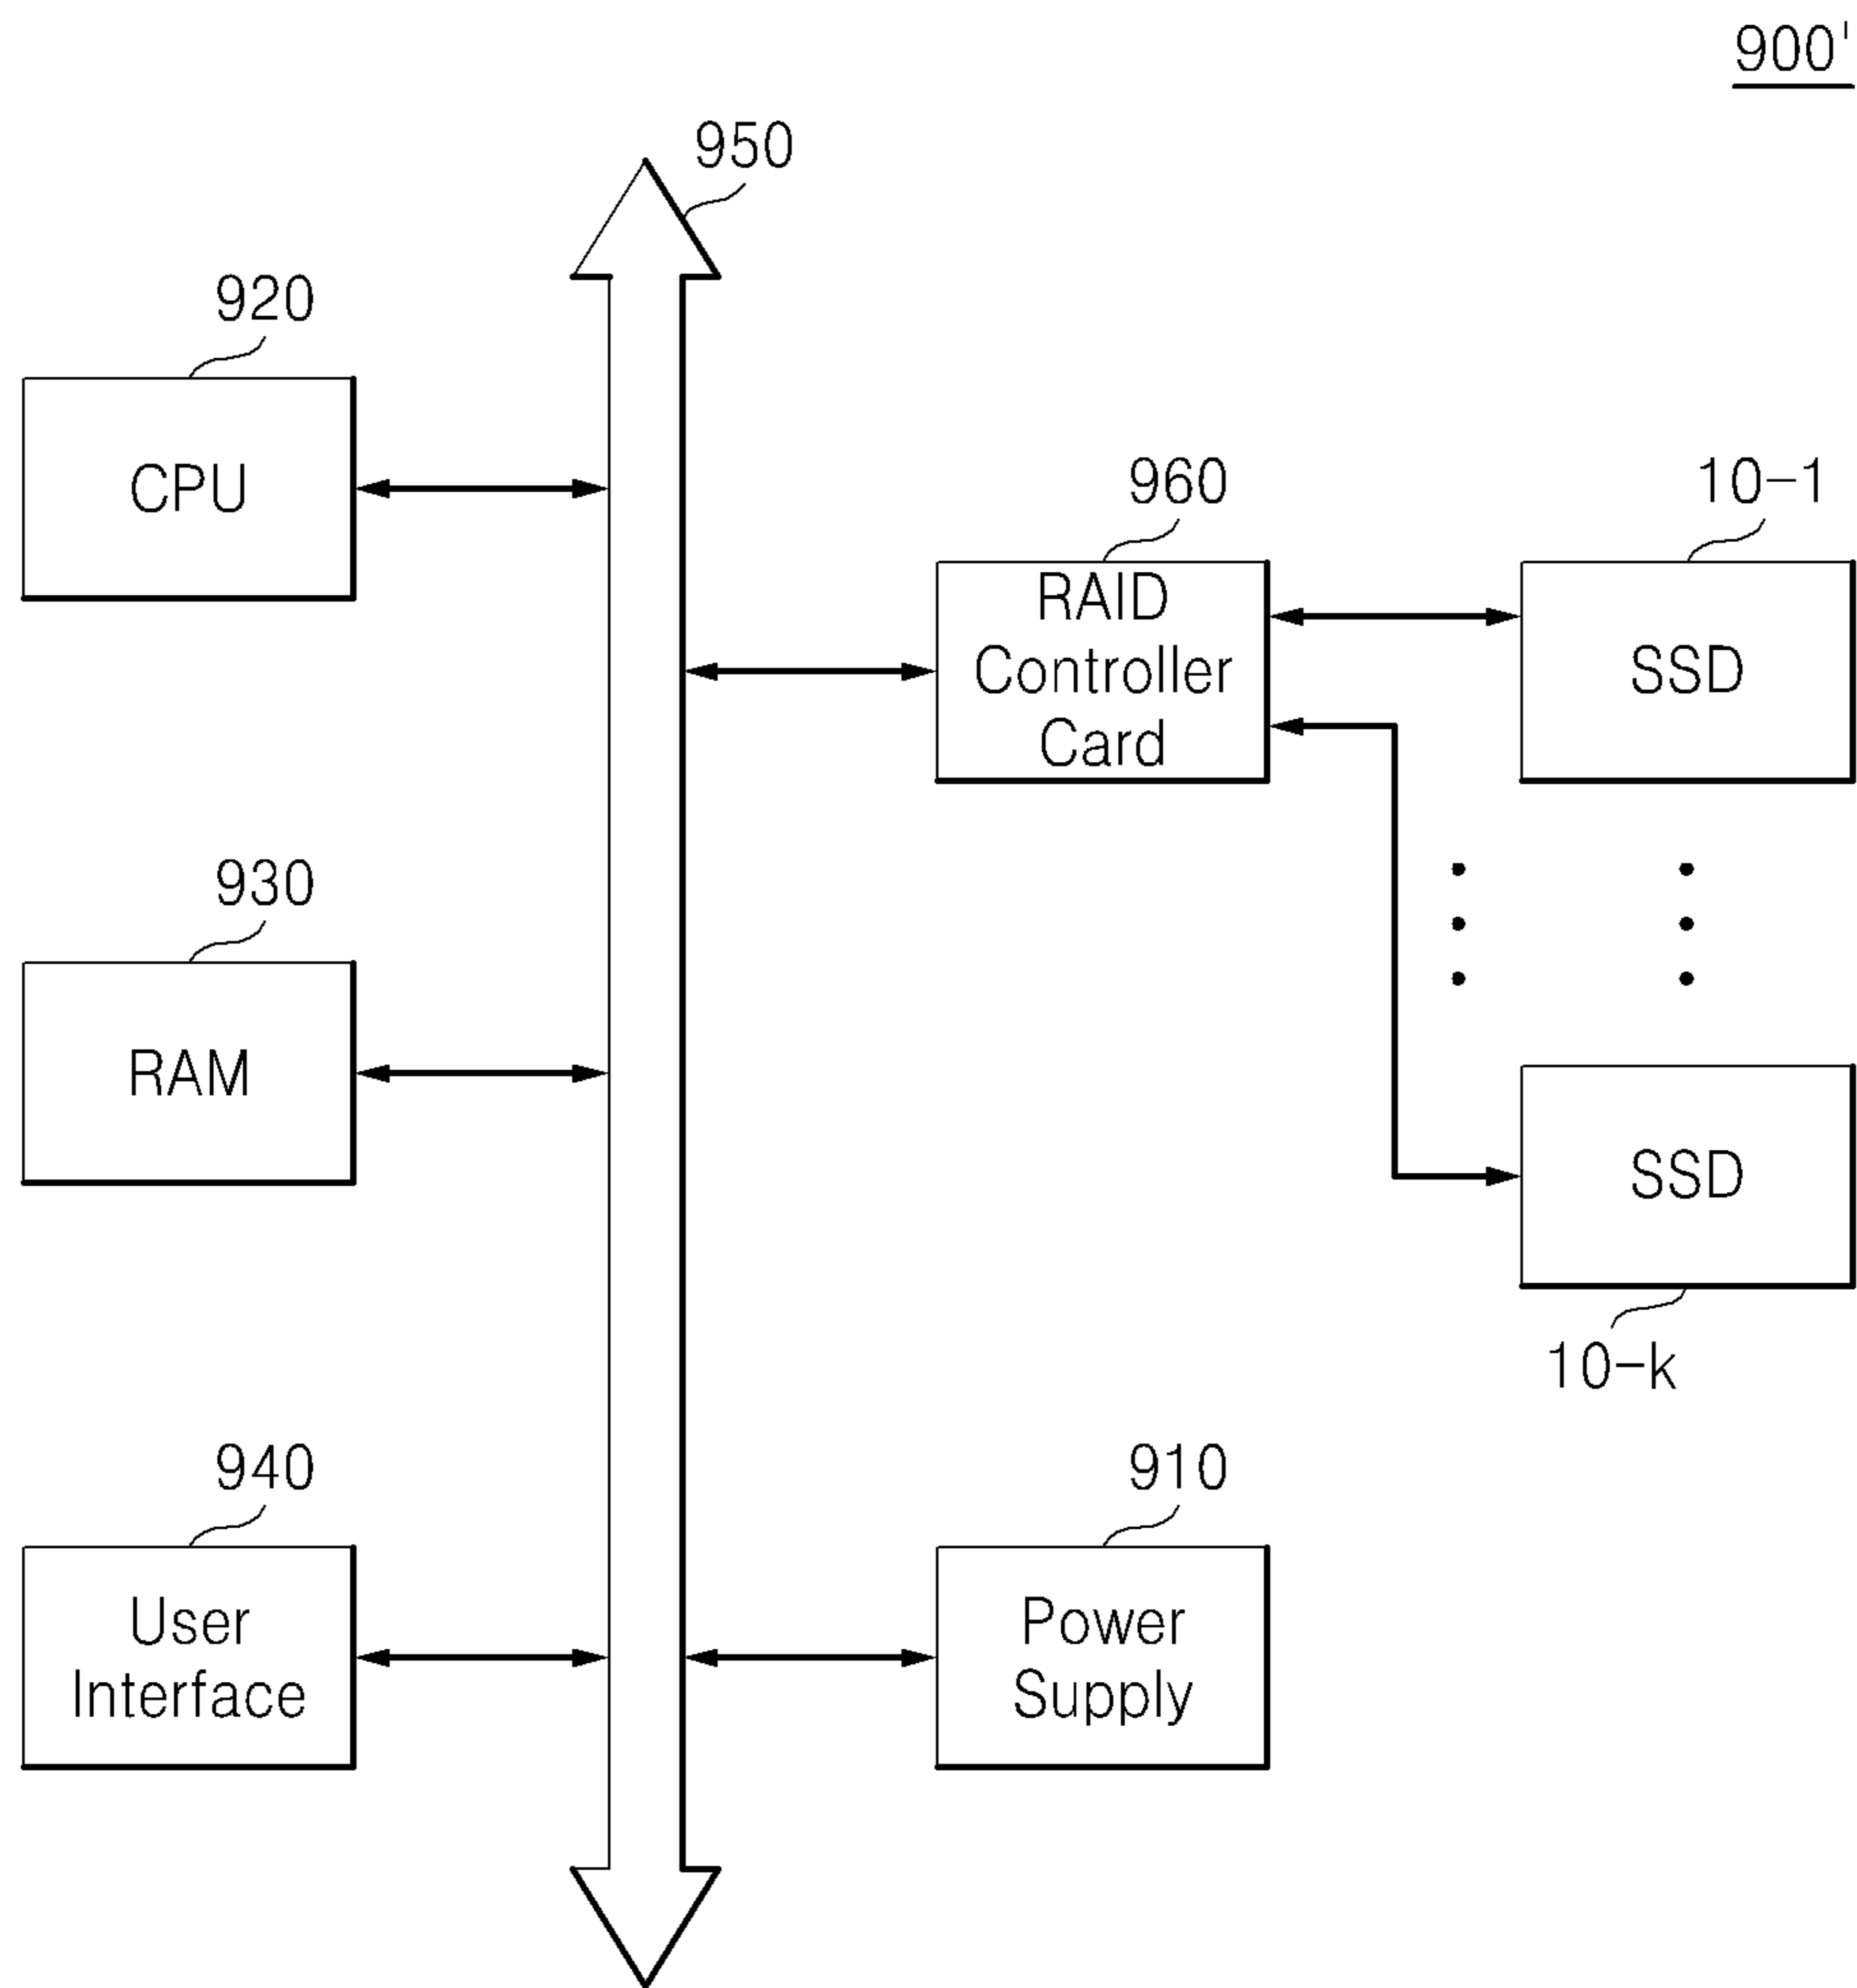 900'
950
920
CPU
960
RAID
Controller
Card
10-1
SSD
930
RAM
SSD
10-k
940
User
Interface
910
Power
Supply